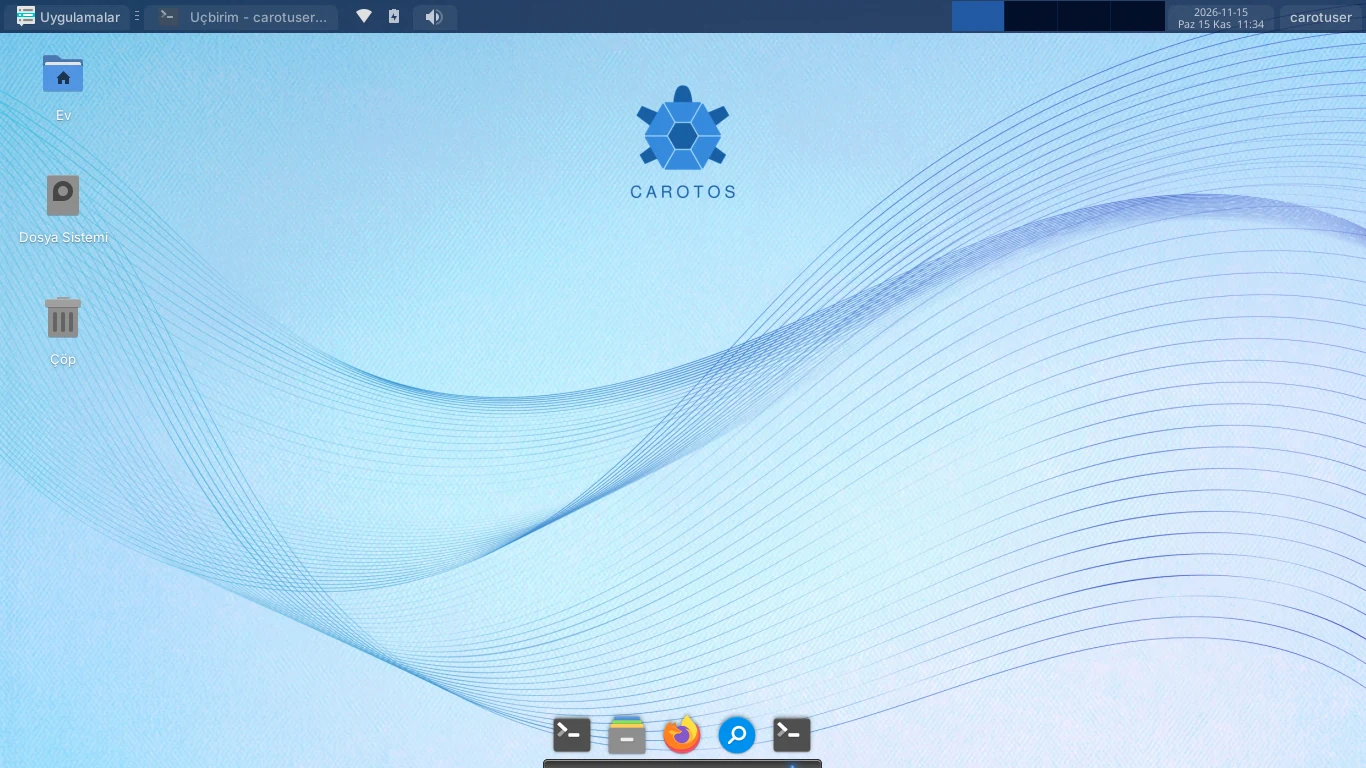 Uygulamalar
Uçbirim - carotuser...
2026-11-15
Paz 15 Kas 11:34
carotuser
Ev
CAROTOS
Dosya Sistemi
Çöp